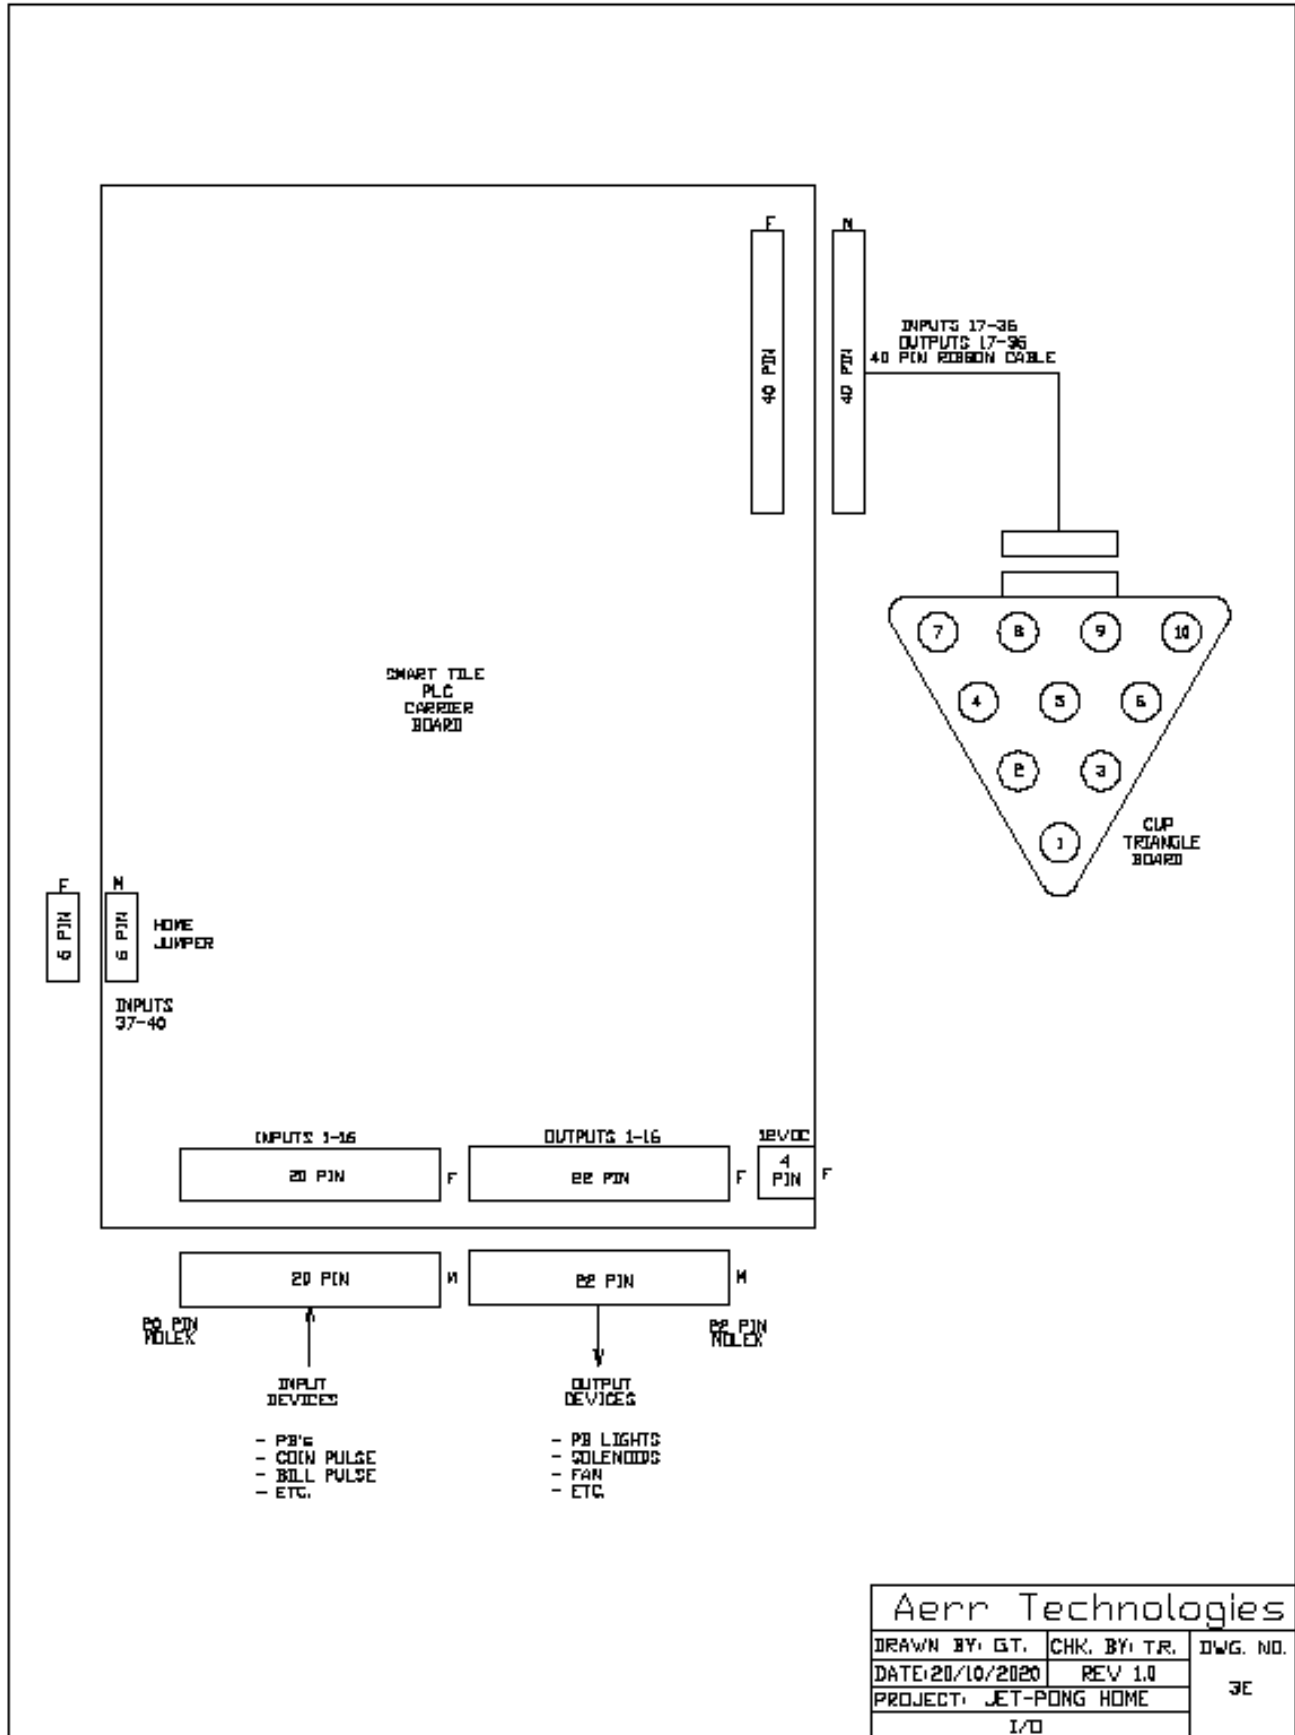 F
M
40 PIN
40 PIN
INPUTS 17-36
OUTPUTS 17-36
40 PIN RIBBON CABLE
7
8
9
10
4
5
6
2
3
1
CUP
TRIANGLE
BOARD
SMART TILE
PLC
CARRIER
BOARD
F
M
6 PIN
6 PIN
HOME
JUMPER
INPUTS
37-40
INPUTS 1-16
OUTPUTS 1-16
12VDC
20 PIN
F
22 PIN
F
4
PIN
F
20 PIN
M
22 PIN
M
20 PIN
MOLEX
22 PIN
MOLEX
INPUT
DEVICES
- PB's
- COIN PULSE
- BILL PULSE
- ETC.
OUTPUT
DEVICES
- PB LIGHTS
- SOLENOIDS
- FAN
- ETC
Aerr Technologies
DRAWN BY: G.T.
CHK. BY: T.R.
DWG. NO.
DATE:20/10/2020
REV 1.0
3E
PROJECT: JET-PONG HOME
I/O